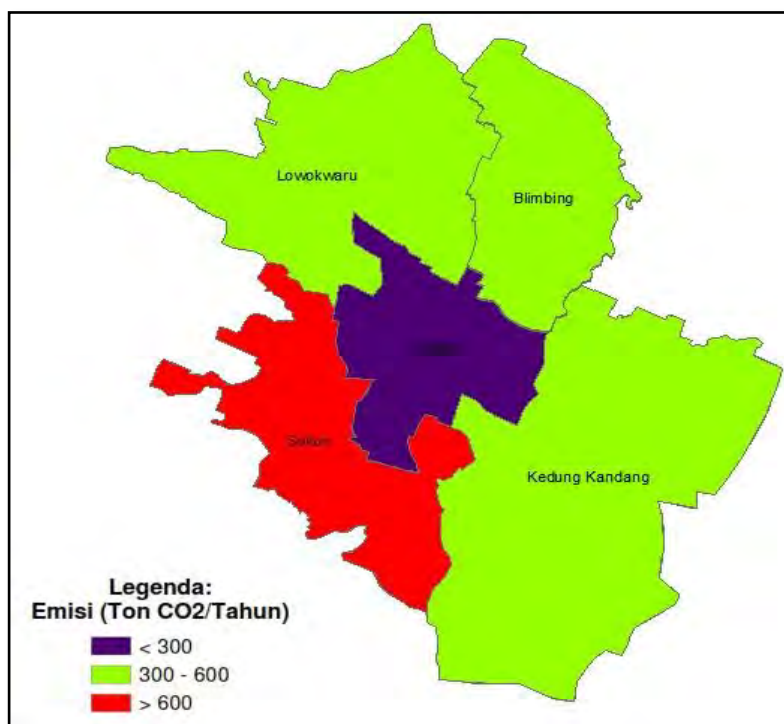 Lowokwaru
Blimbing
Sukun
Kedung Kandang
Legenda:
Emisi (Ton CO2/Tahun)
< 300
300 - 600
> 600